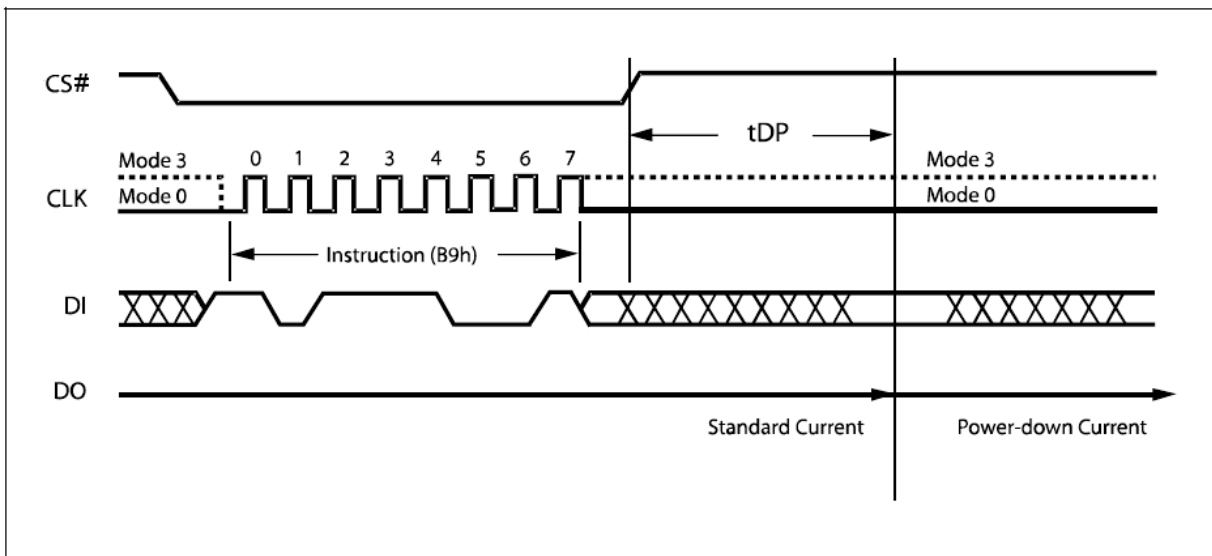 CS#
tDP
Mode 3
0 1 2 3 4 5 6 7
Mode 3
CLK
Mode 0
Mode 0
Instruction (B9h)
DI
DO
Standard Current
Power-down Current